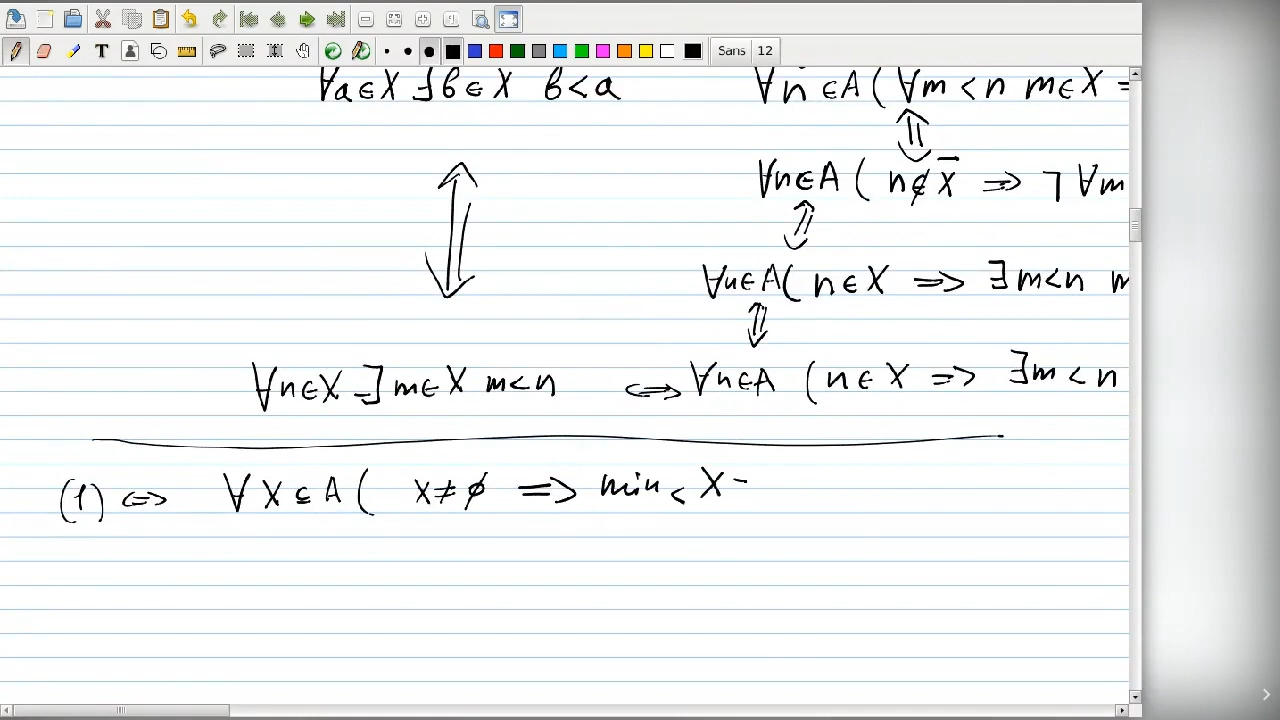 Sans 12
∀a∈X ∃b∈X b<a
∀n∈A( ∀m<n m∈X =
∀n∈A( n∉X̅ ⇒ ¬∀m
∀n∈A( n∈X ⇒ ∃m<n m
∀n∈X ∃m∈X m<n ⇔ ∀n∈A (n∈X ⇒ ∃m<n
(1) ⇔ ∀X⊆A( X≠∅ ⇒ min< X